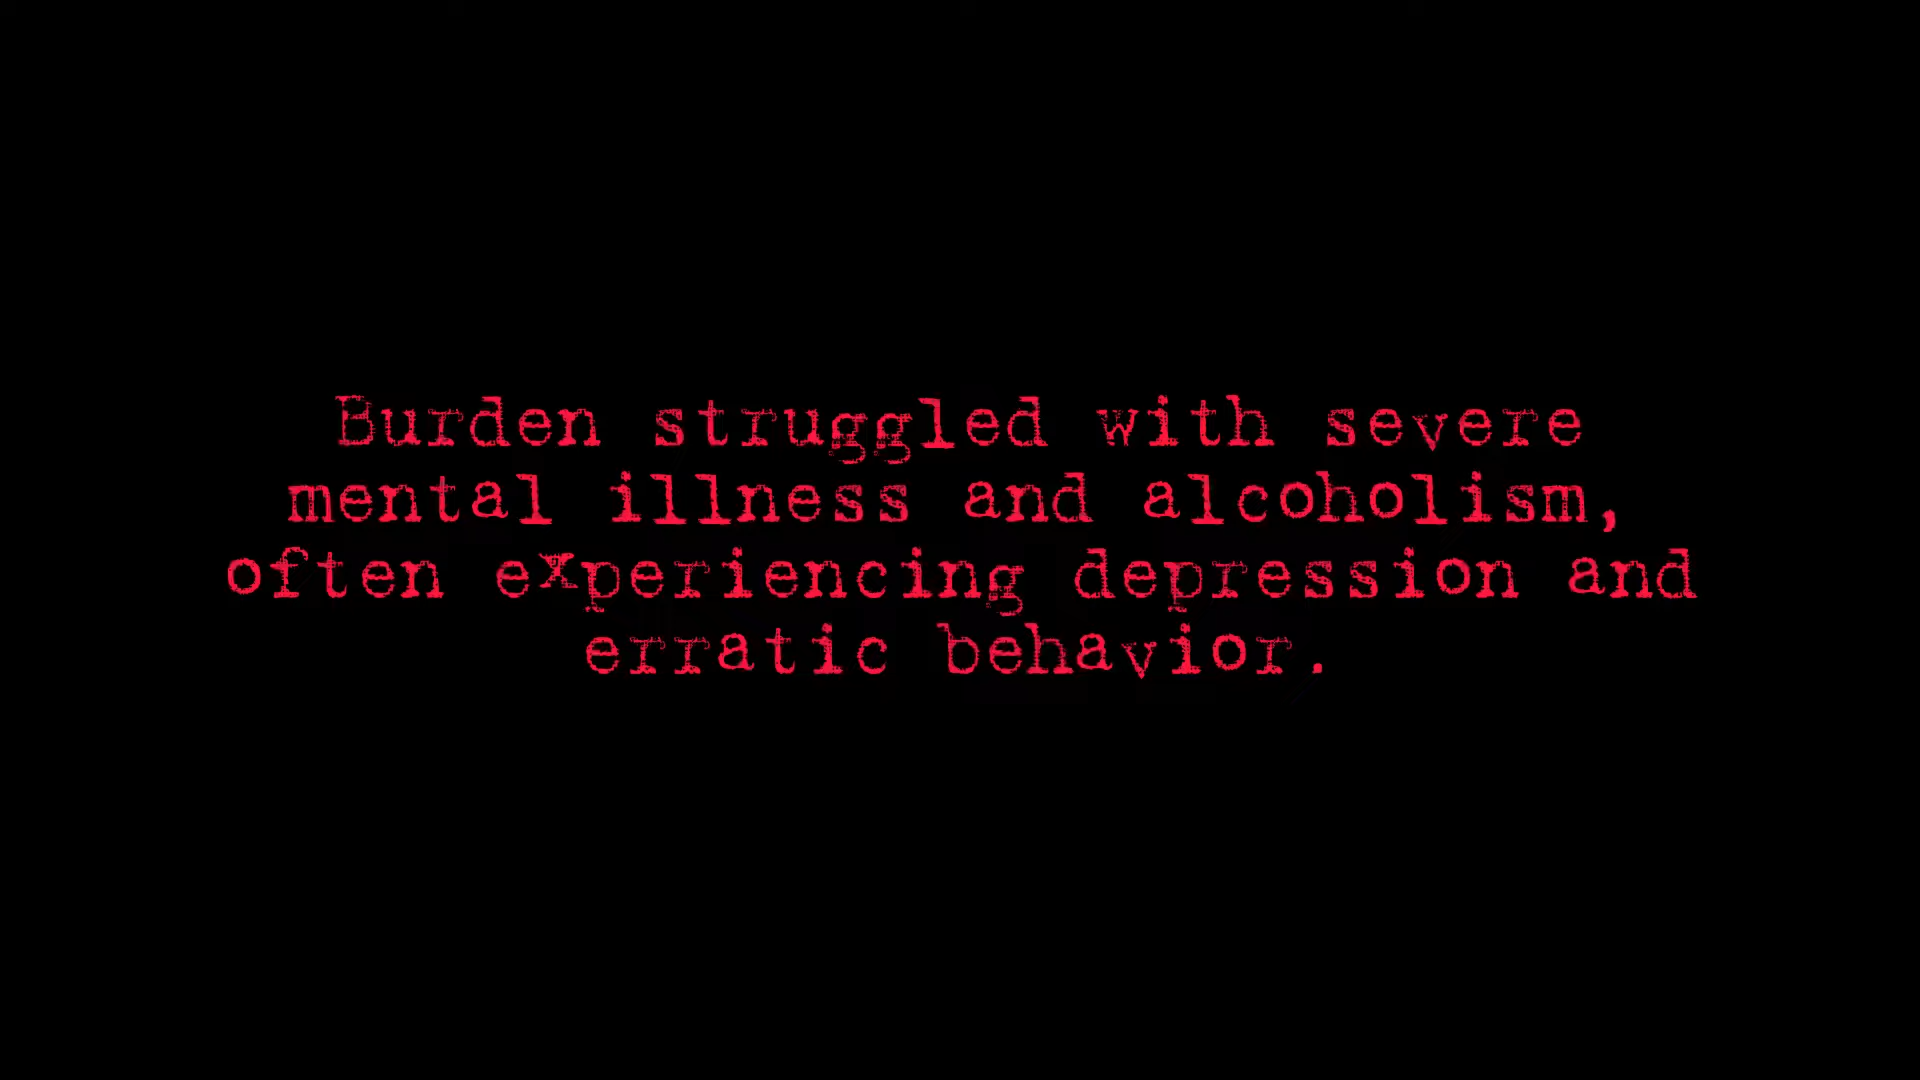 Burden struggled with severe
mental illness and alcoholism,
often experiencing depression and
erratic behavior.